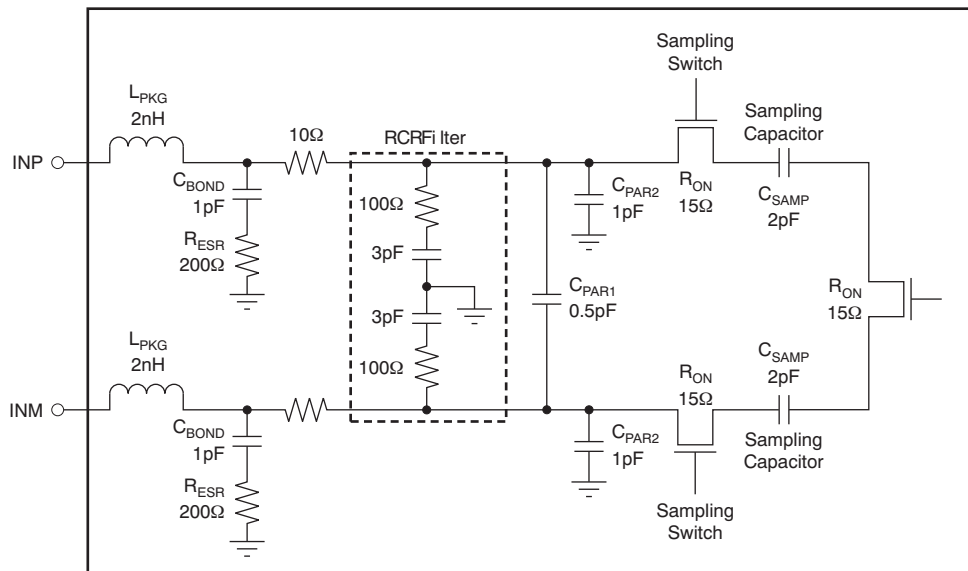 Sampling
Switch
L_PKG
2nH
10Ω
RCRFi lter
Sampling
Capacitor
INP
C_BOND
1pF
100Ω
C_PAR2
1pF
R_ON
15Ω
C_SAMP
2pF
R_ESR
200Ω
3pF
C_PAR1
0.5pF
R_ON
15Ω
3pF
L_PKG
2nH
100Ω
R_ON
15Ω
C_SAMP
2pF
INM
C_BOND
1pF
C_PAR2
1pF
Sampling
Capacitor
R_ESR
200Ω
Sampling
Switch